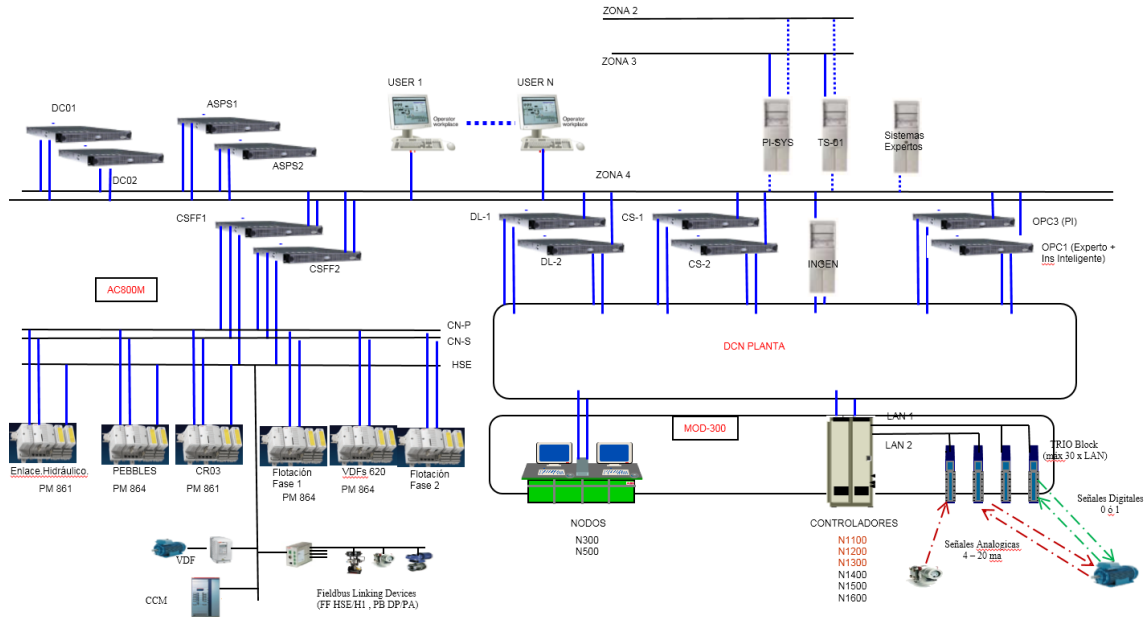 ZONA 2
ZONA 3
USER 1
USER N
DC01
ASPS1
Operator
workplace
Operator
workplace
PI-SYS
TS-01
Sistemas
Expertos
ASPS2
DC02
ZONA 4
CSFF1
DL-1
CS-1
OPC3 (PI)
CSFF2
DL-2
CS-2
INGEN
OPC1 (Experto +
Ins Inteligente)
AC800M
CN-P
CN-S
HSE
DCN PLANTA
MOD-300
LAN 1
LAN 2
TRIO Block
(máx 30 x LAN)
Enlace.Hidráulico.
PM 861
PEBBLES
PM 864
CR03
PM 861
Flotación
Fase 1
PM 864
VDFs 620
PM 864
Flotación
Fase 2
Señales Digitales
0 ó 1
NODOS
N300
N500
CONTROLADORES
N1100
N1200
N1300
N1400
N1500
N1600
Señales Analogicas
4 – 20 ma
VDF
CCM
Fieldbus Linking Devices
(FF HSE/H1 , PB DP/PA)